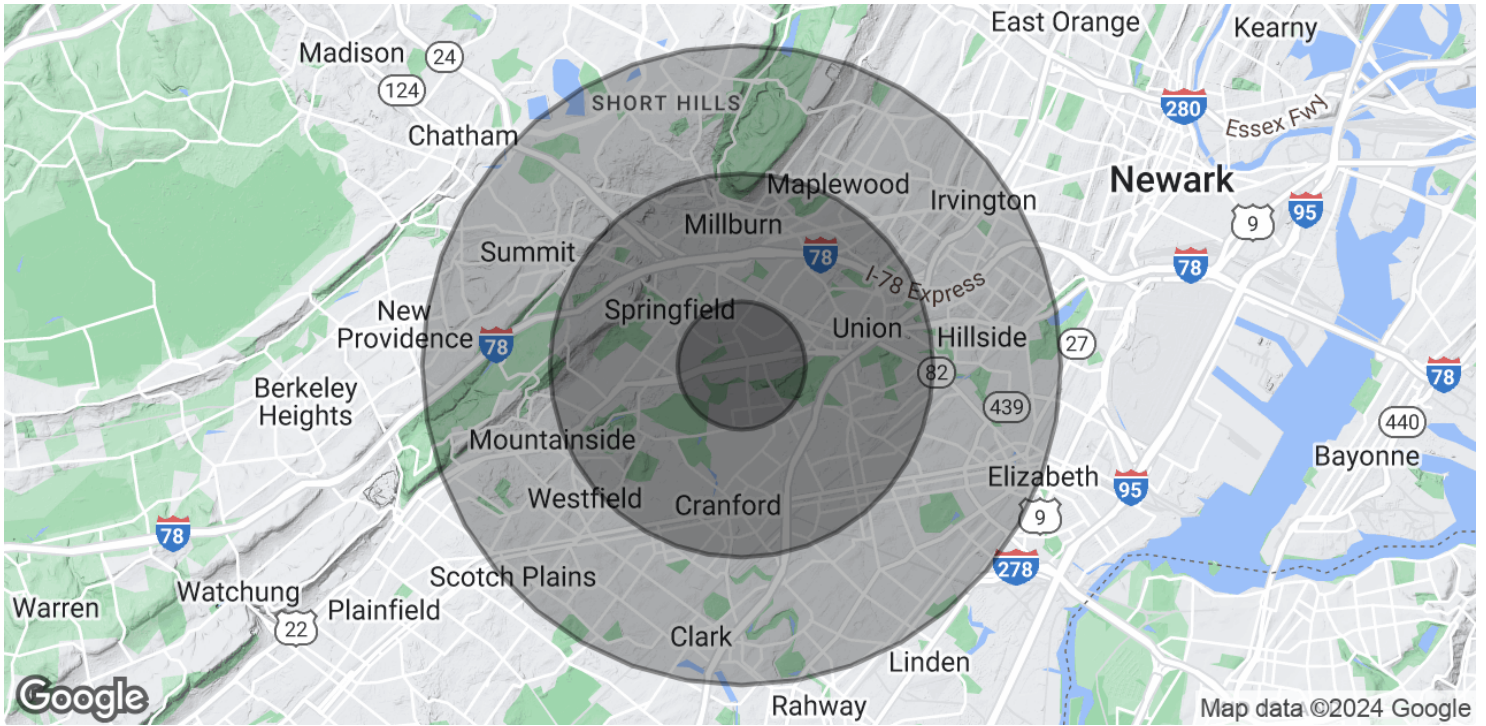 East Orange
Kearny
Madison
24
124
280
SHORT HILLS
Essex Fwy
Chatham
Newark
Maplewood
Irvington
95
9
Millburn
Summit
78
78
I-78 Express
New
Providence
Springfield
Union
Hillside
27
78
82
78
Berkeley
Heights
439
440
Mountainside
Bayonne
Elizabeth
95
Westfield
Cranford
9
78
278
Scotch Plains
Watchung
Warren
Plainfield
22
Clark
Linden
Rahway
Google
Map data ©2024 Google